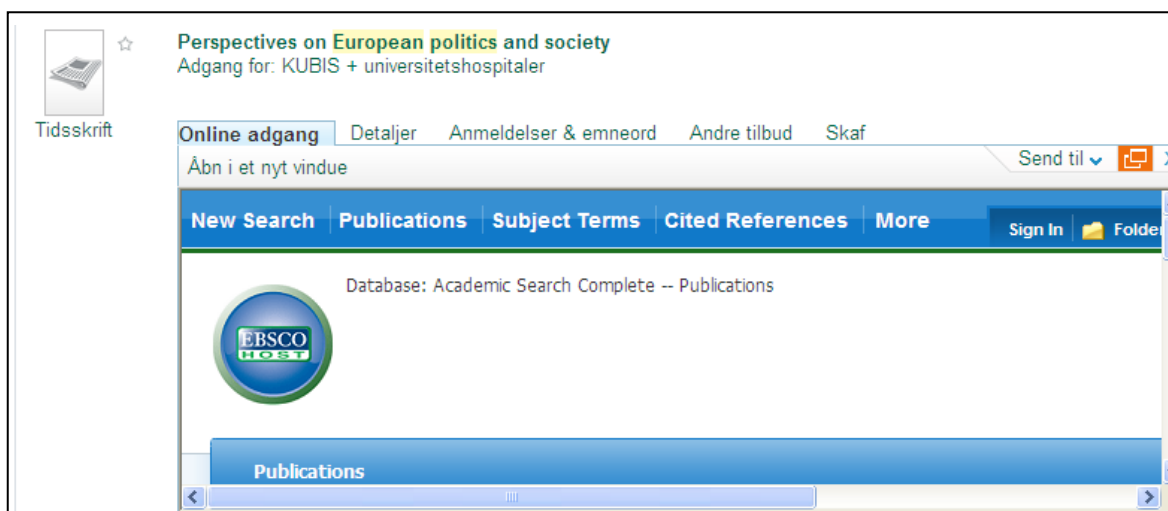 Perspectives on European politics and society
Adgang for: KUBIS + universitetshospitaler
Tidsskrift
Online adgang Detaljer Anmeldelser & emneord Andre tilbud Skaf
Åbn i et nyt vindue
Send til
New Search Publications Subject Terms Cited References More Sign In Folder
Database: Academic Search Complete -- Publications
EBSCO
HOST
Publications